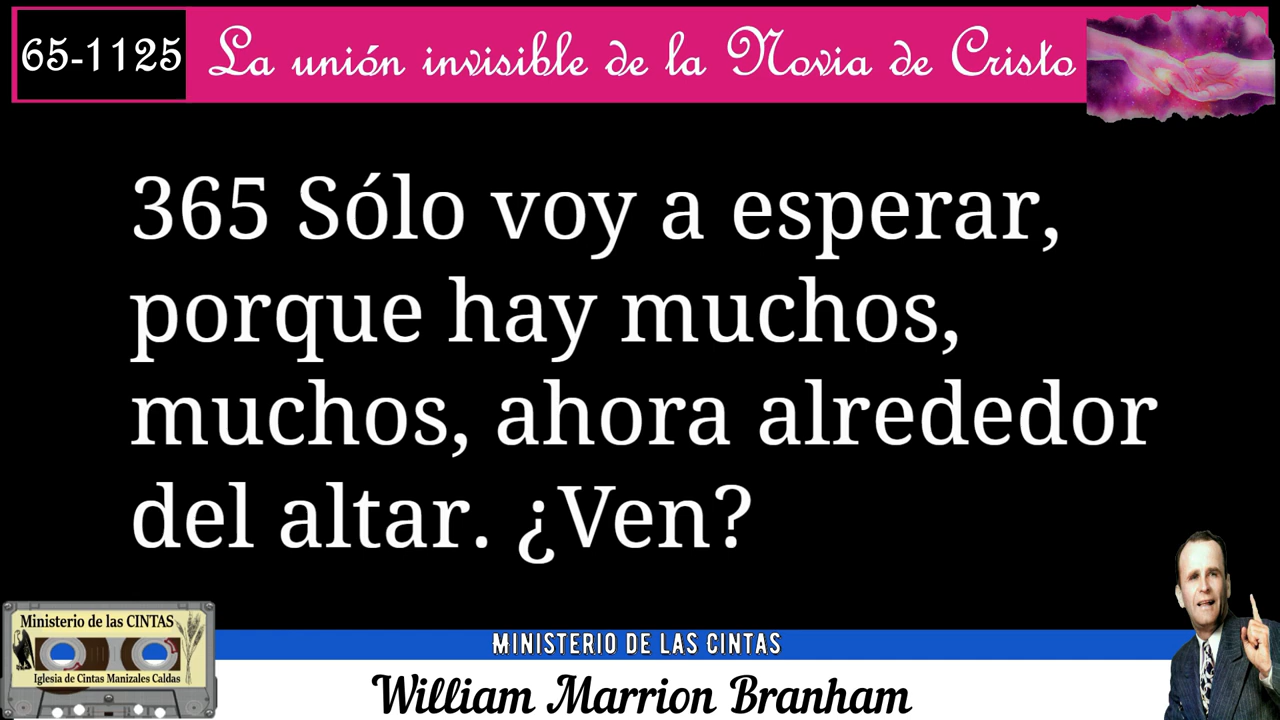 65-1125 La unión invisible de la Novia de Cristo
365 Sólo voy a esperar,
porque hay muchos,
muchos, ahora alrededor
del altar. ¿Ven?
Ministerio de las CINTAS
Iglesia de Cintas Manizales Caldas
MINISTERIO DE LAS CINTAS
William Marrion Branham